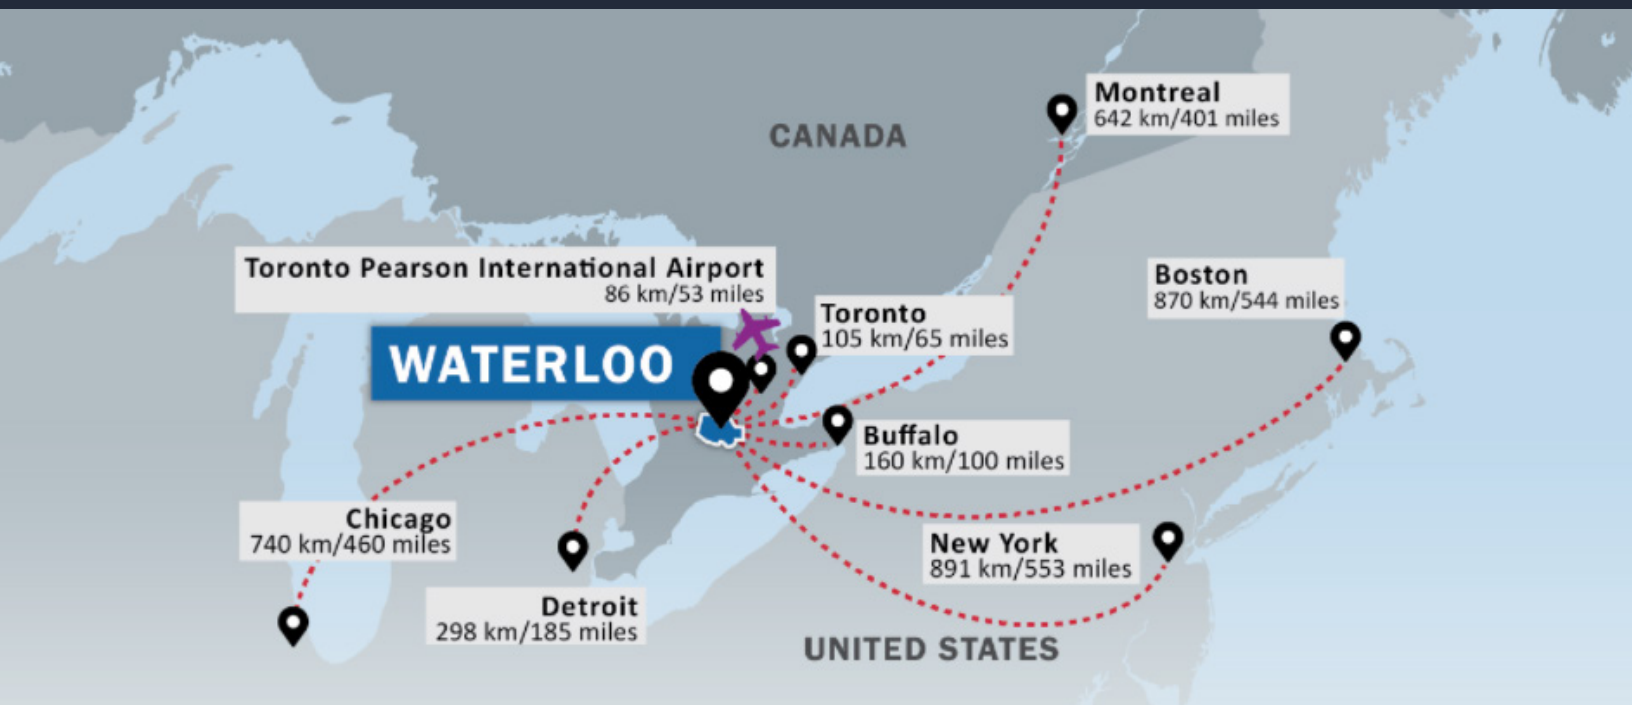 Montreal
642 km/401 miles
CANADA
Toronto Pearson International Airport
86 km/53 miles
Boston
870 km/544 miles
Toronto
105 km/65 miles
WATERLOO
Buffalo
160 km/100 miles
Chicago
740 km/460 miles
New York
891 km/553 miles
Detroit
298 km/185 miles
UNITED STATES